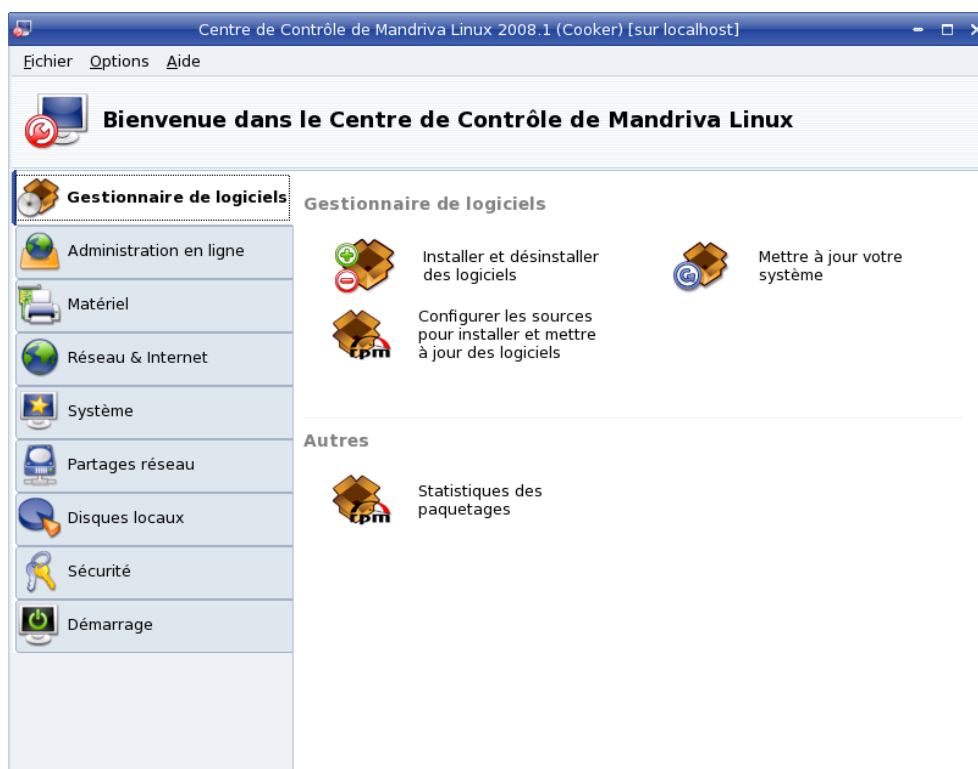 Centre de Contrôle de Mandriva Linux 2008.1 (Cooker) [sur localhost]
Fichier Options Aide
Bienvenue dans le Centre de Contrôle de Mandriva Linux
Gestionnaire de logiciels
Administration en ligne
Matériel
Réseau & Internet
Système
Partages réseau
Disques locaux
Sécurité
Démarrage
Gestionnaire de logiciels
Installer et désinstaller
des logiciels
Mettre à jour votre
système
rpm
Configurer les sources
pour installer et mettre
à jour des logiciels
Autres
rpm
Statistiques des
paquetages